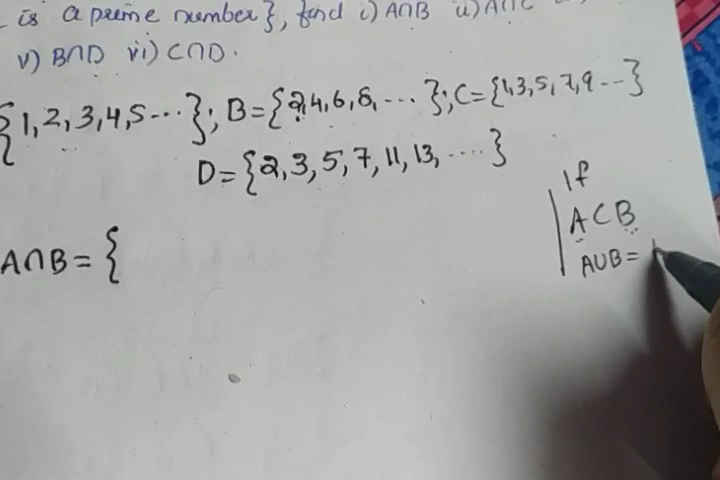 is a prime number}, find i) A∩B ii) A∩C
v) B∩D vi) C∩D.
{1, 2, 3, 4, 5 ...}; B = {2, 4, 6, 8, ....}; C = {1, 3, 5, 7, 9 ...}
D = {2, 3, 5, 7, 11, 13, .....}
If
A ⊂ B
A∩B = {
A∪B =